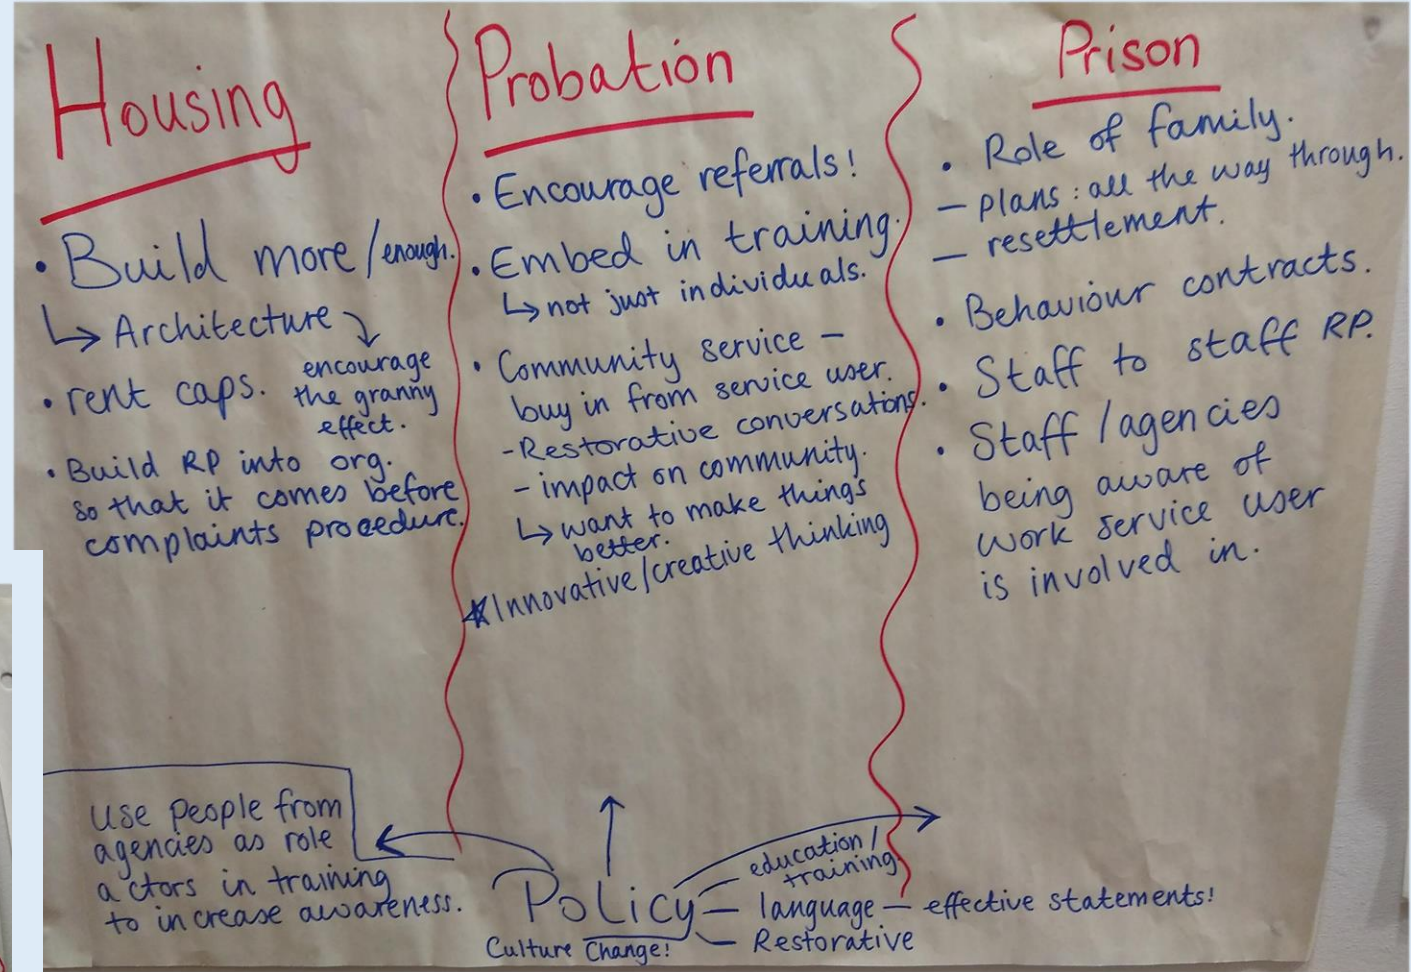 Housing
• Build more/enough.
↳ Architecture ↘
encourage
the granny
effect.
• rent caps.
• Build RP into org.
so that it comes before
complaints procedure.
Probation
• Encourage referrals!
• Embed in training.
↳ not just individuals.
• Community service –
buy in from service user.
- Restorative conversations.
- impact on community.
↳ want to make things
better.
* Innovative/creative thinking
Prison
• Role of family.
– plans: all the way through.
– resettlement.
• Behaviour contracts.
• Staff to staff RP.
• Staff/agencies
being aware of
work service user
is involved in.
use people from
agencies as role
actors in training
to increase awareness.
Policy
Culture Change!
– education/
training
– language – effective statements!
– Restorative